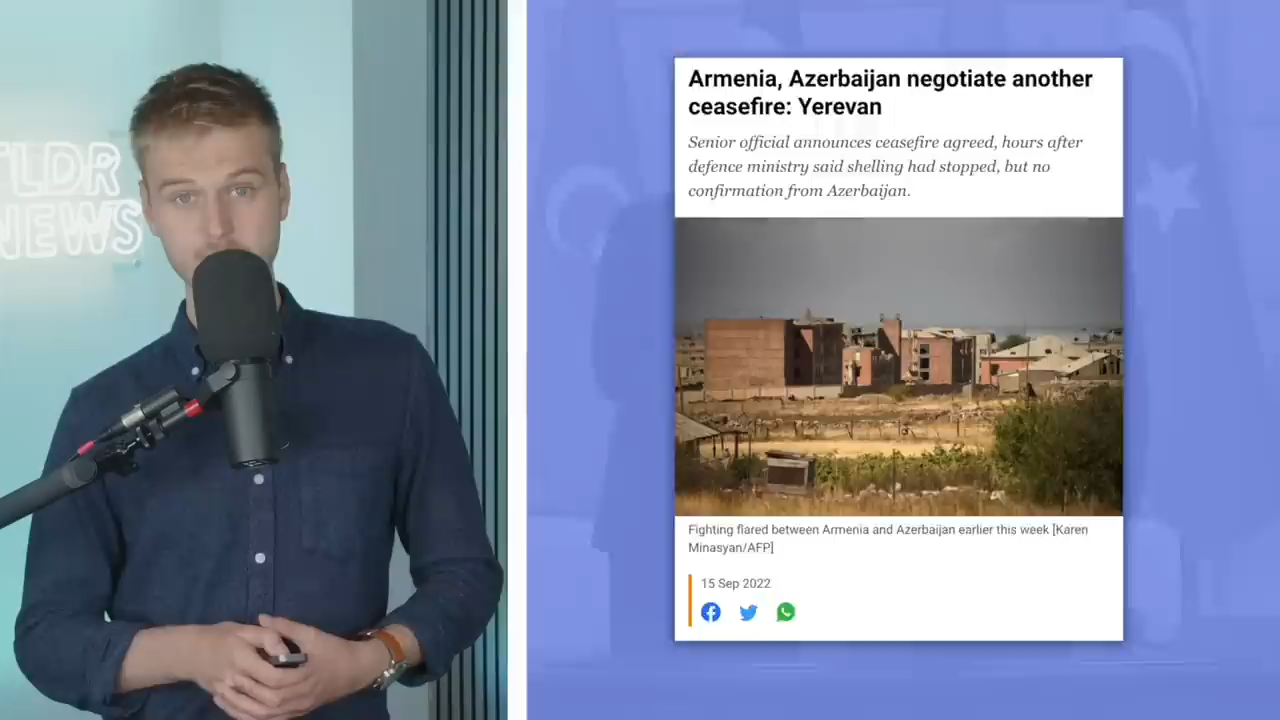 TLDR
NEWS
Armenia, Azerbaijan negotiate another
ceasefire: Yerevan
Senior official announces ceasefire agreed, hours after
defence ministry said shelling had stopped, but no
confirmation from Azerbaijan.
Fighting flared between Armenia and Azerbaijan earlier this week [Karen
Minasyan/AFP]
15 Sep 2022